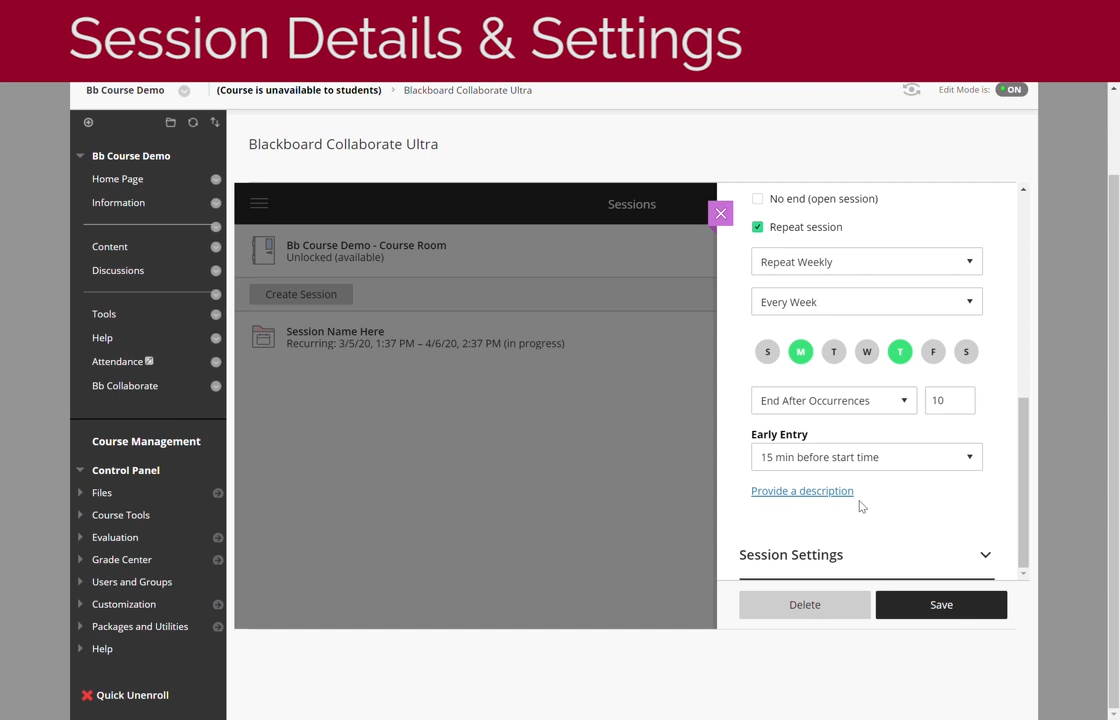 Session Details & Settings
Bb Course Demo
(Course is unavailable to students)
Blackboard Collaborate Ultra
Edit Mode is:
ON
Bb Course Demo
Home Page
Information
Content
Discussions
Tools
Help
Attendance
Bb Collaborate
Course Management
Control Panel
Files
Course Tools
Evaluation
Grade Center
Users and Groups
Customization
Packages and Utilities
Help
Quick Unenroll
Blackboard Collaborate Ultra
Sessions
Bb Course Demo - Course Room
Unlocked (available)
Create Session
Session Name Here
Recurring: 3/5/20, 1:37 PM – 4/6/20, 2:37 PM (in progress)
No end (open session)
Repeat session
Repeat Weekly
Every Week
S M T W T F S
End After Occurrences 10
Early Entry
15 min before start time
Provide a description
Session Settings
Delete Save